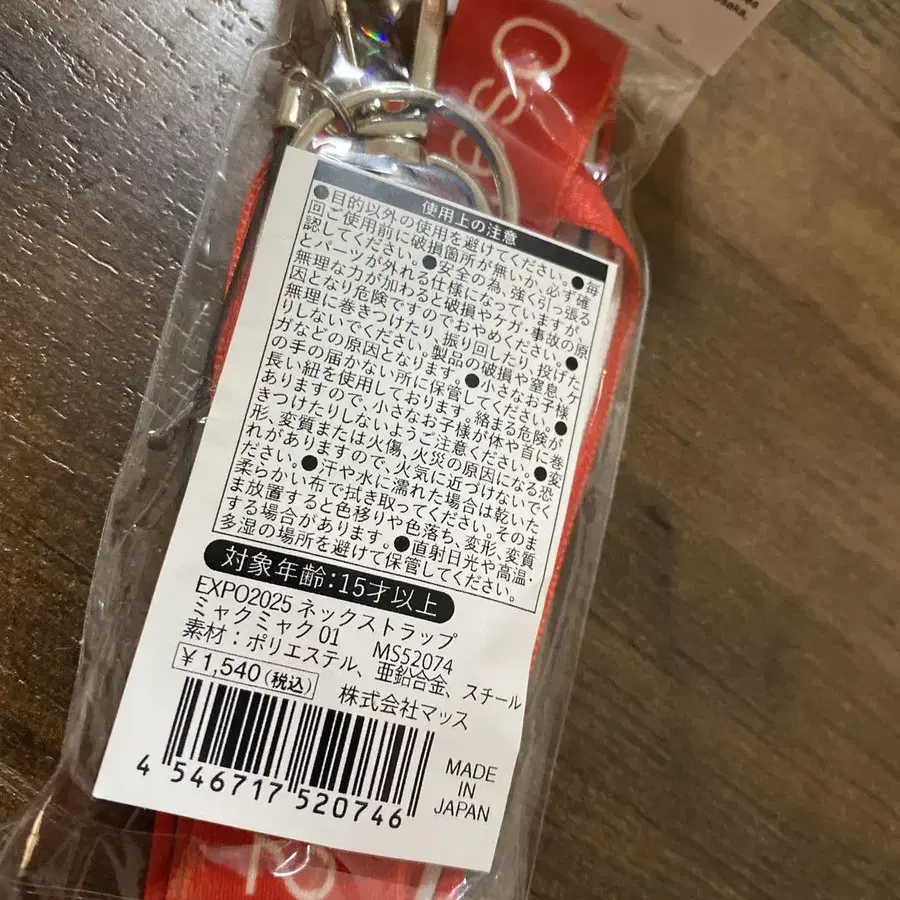 Osa
使用上の注意
●目的以外の使用を避けてください。●毎
回ご使用前に破損箇所が無いか、必ず確
認してください。●安全の為、強く引っ張る
とパーツが外れる仕様になっていますが、
無理な力が加わると破損やケガ、事故の原
因となり危険ですのでおやめください。●
無理に巻きつけたり、振り回したり、投げた
りしないでください。製品の破損や窒息、ケ
ガなどの原因となります。●小さなお子様
の手の届かない所に保管してください。●
長い紐を使用しております。絡まる危険が
ありますので、小さなお子様が体や首に巻
きつけたりしないようご注意ください。●変
形、変質または火傷、火災の原因になる恐
れがありますので、火気に近づけないでく
ださい。●汗や水に濡れた場合は乾いた
柔らかい布で拭き取ってください。そのま
ま放置すると色移りや色落ち、変形、変質
する場合があります。●直射日光や高温・
多湿の場所を避けて保管してください。
対象年齢:15才以上
EXPO2025 ネックストラップ
ミャクミャク 01 MS52074
素材:ポリエステル、亜鉛合金、スチール
¥1,540(税込)
株式会社マッス
4 546717 520746
MADE
IN
JAPAN